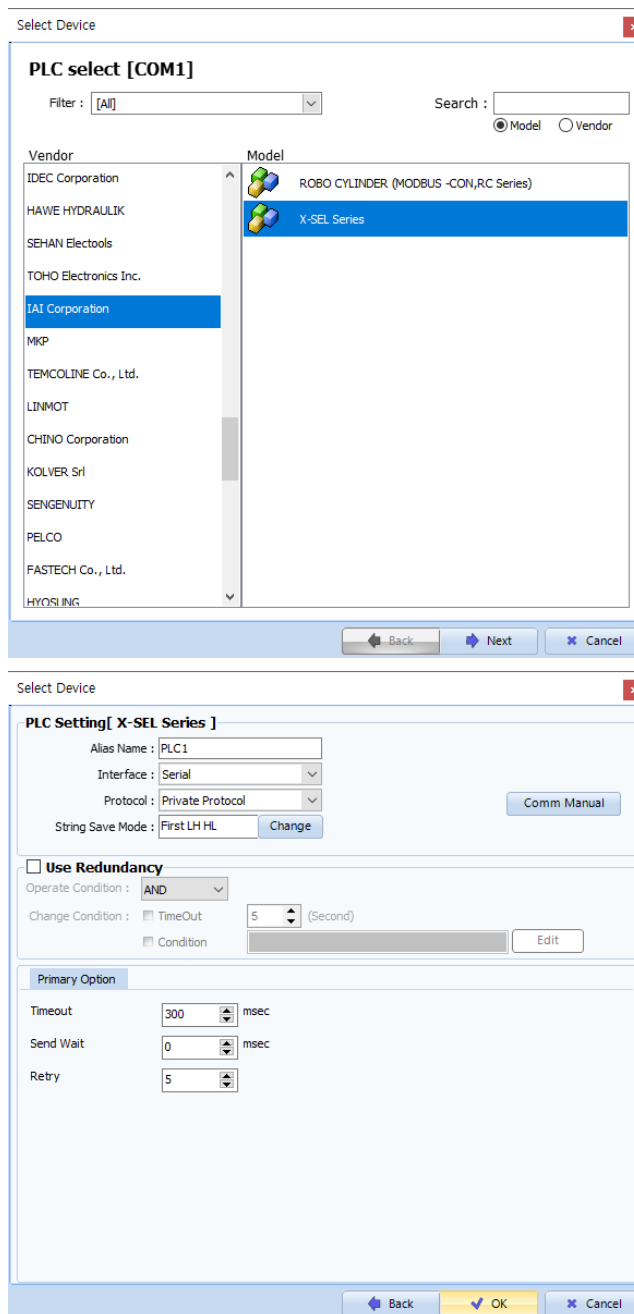 Select Device
PLC select [COM1]
Filter : [All]
Search :
Model Vendor
Vendor
IDEC Corporation
HAWE HYDRAULIK
SEHAN Electools
TOHO Electronics Inc.
IAI Corporation
MKP
TEMCOLINE Co., Ltd.
LINMOT
CHINO Corporation
KOLVER Srl
SENGENUITY
PELCO
FASTECH Co., Ltd.
HYOSUNG
Model
ROBO CYLINDER (MODBUS -CON,RC Series)
X-SEL Series
Back Next Cancel
Select Device
PLC Setting[ X-SEL Series ]
Alias Name : PLC1
Interface : Serial
Protocol : Private Protocol
Comm Manual
String Save Mode : First LH HL Change
Use Redundancy
Operate Condition : AND
Change Condition : TimeOut 5 (Second)
Condition Edit
Primary Option
Timeout 300 msec
Send Wait 0 msec
Retry 5
Back OK Cancel